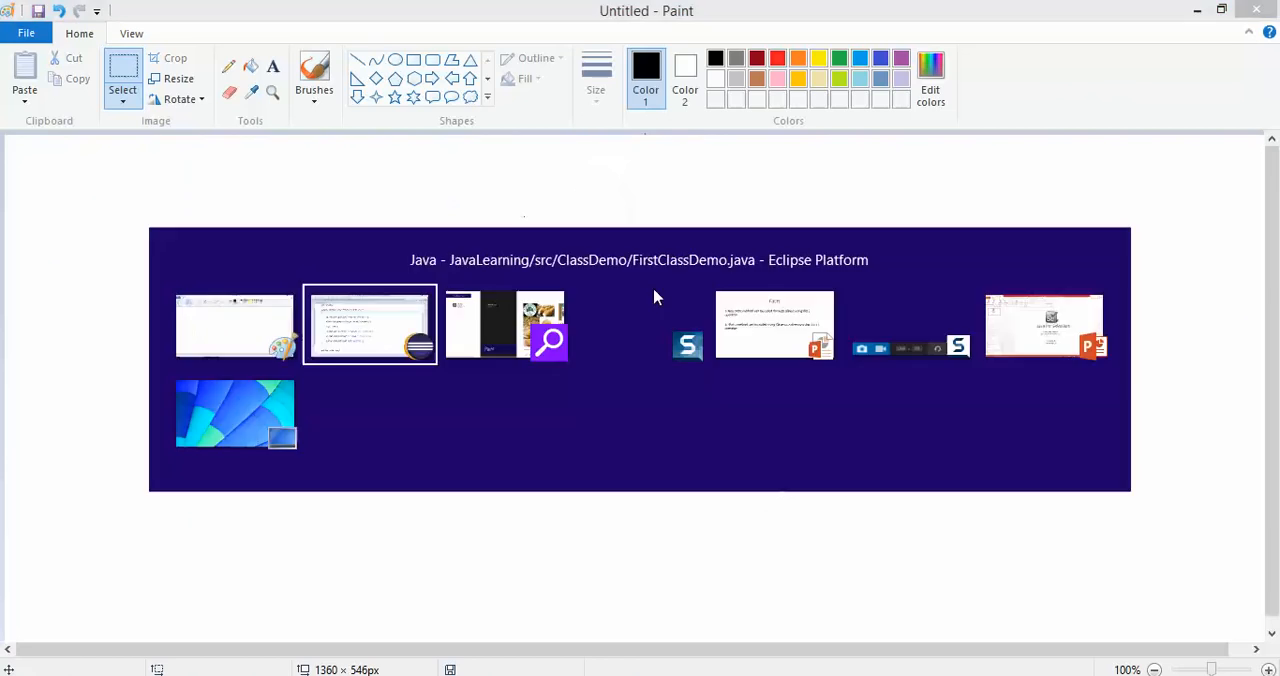 Untitled - Paint
File
Home
View
Paste
Cut
Copy
Clipboard
Select
Crop
Resize
Rotate
Image
A
Tools
Brushes
Shapes
Outline
Fill
Size
Color
1
Color
2
Edit
colors
Colors
Java - JavaLearning/src/ClassDemo/FirstClassDemo.java - Eclipse Platform
1360 × 546px
100%